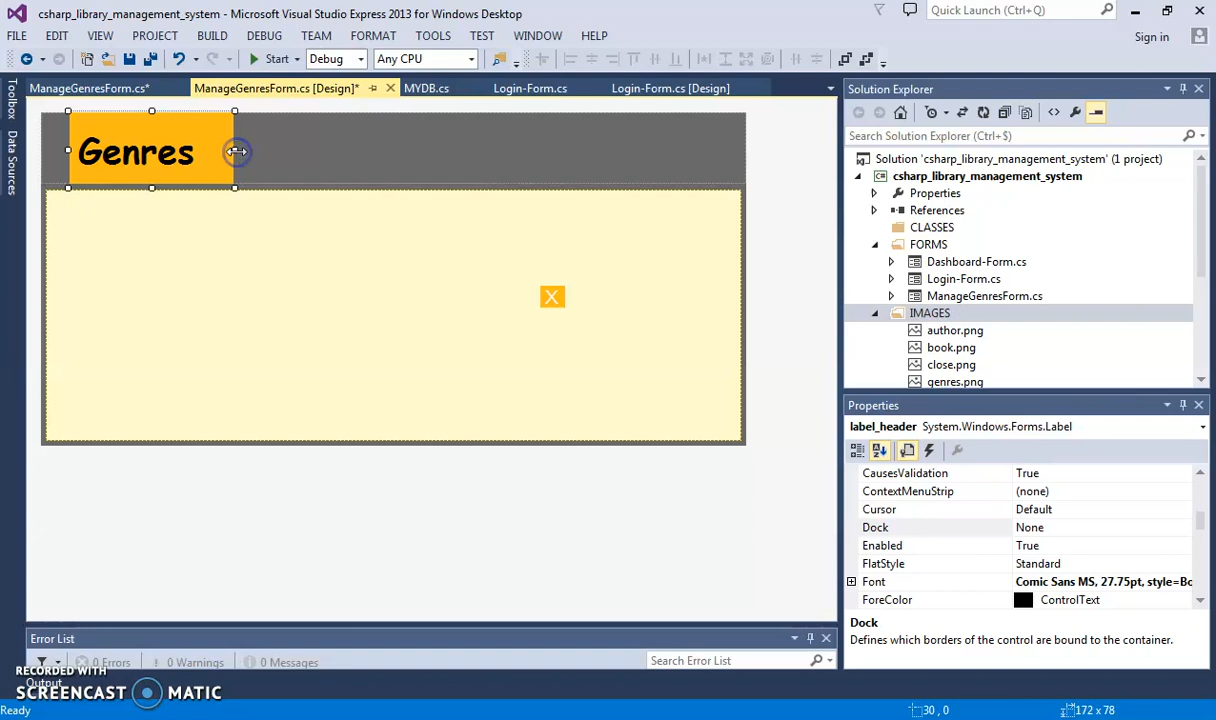 csharp_library_management_system - Microsoft Visual Studio Express 2013 for Windows Desktop
Quick Launch (Ctrl+Q)
FILE EDIT VIEW PROJECT BUILD DEBUG TEAM FORMAT TOOLS TEST WINDOW HELP
Sign in
Start Debug Any CPU
Toolbox
Data Sources
ManageGenresForm.cs* ManageGenresForm.cs [Design]* MYDB.cs Login-Form.cs Login-Form.cs [Design]
Genres
X
Solution Explorer
Search Solution Explorer (Ctrl+$)
Solution 'csharp_library_management_system' (1 project)
csharp_library_management_system
Properties
References
CLASSES
FORMS
Dashboard-Form.cs
Login-Form.cs
ManageGenresForm.cs
IMAGES
author.png
book.png
close.png
genres.png
Properties
label_header System.Windows.Forms.Label
CausesValidation True
ContextMenuStrip (none)
Cursor Default
Dock None
Enabled True
FlatStyle Standard
Font Comic Sans MS, 27.75pt, style=Bo
ForeColor ControlText
Dock
Defines which borders of the control are bound to the container.
Error List
0 Errors 0 Warnings 0 Messages
Search Error List
Output
RECORDED WITH
SCREENCAST MATIC
Ready
30 , 0
172 x 78